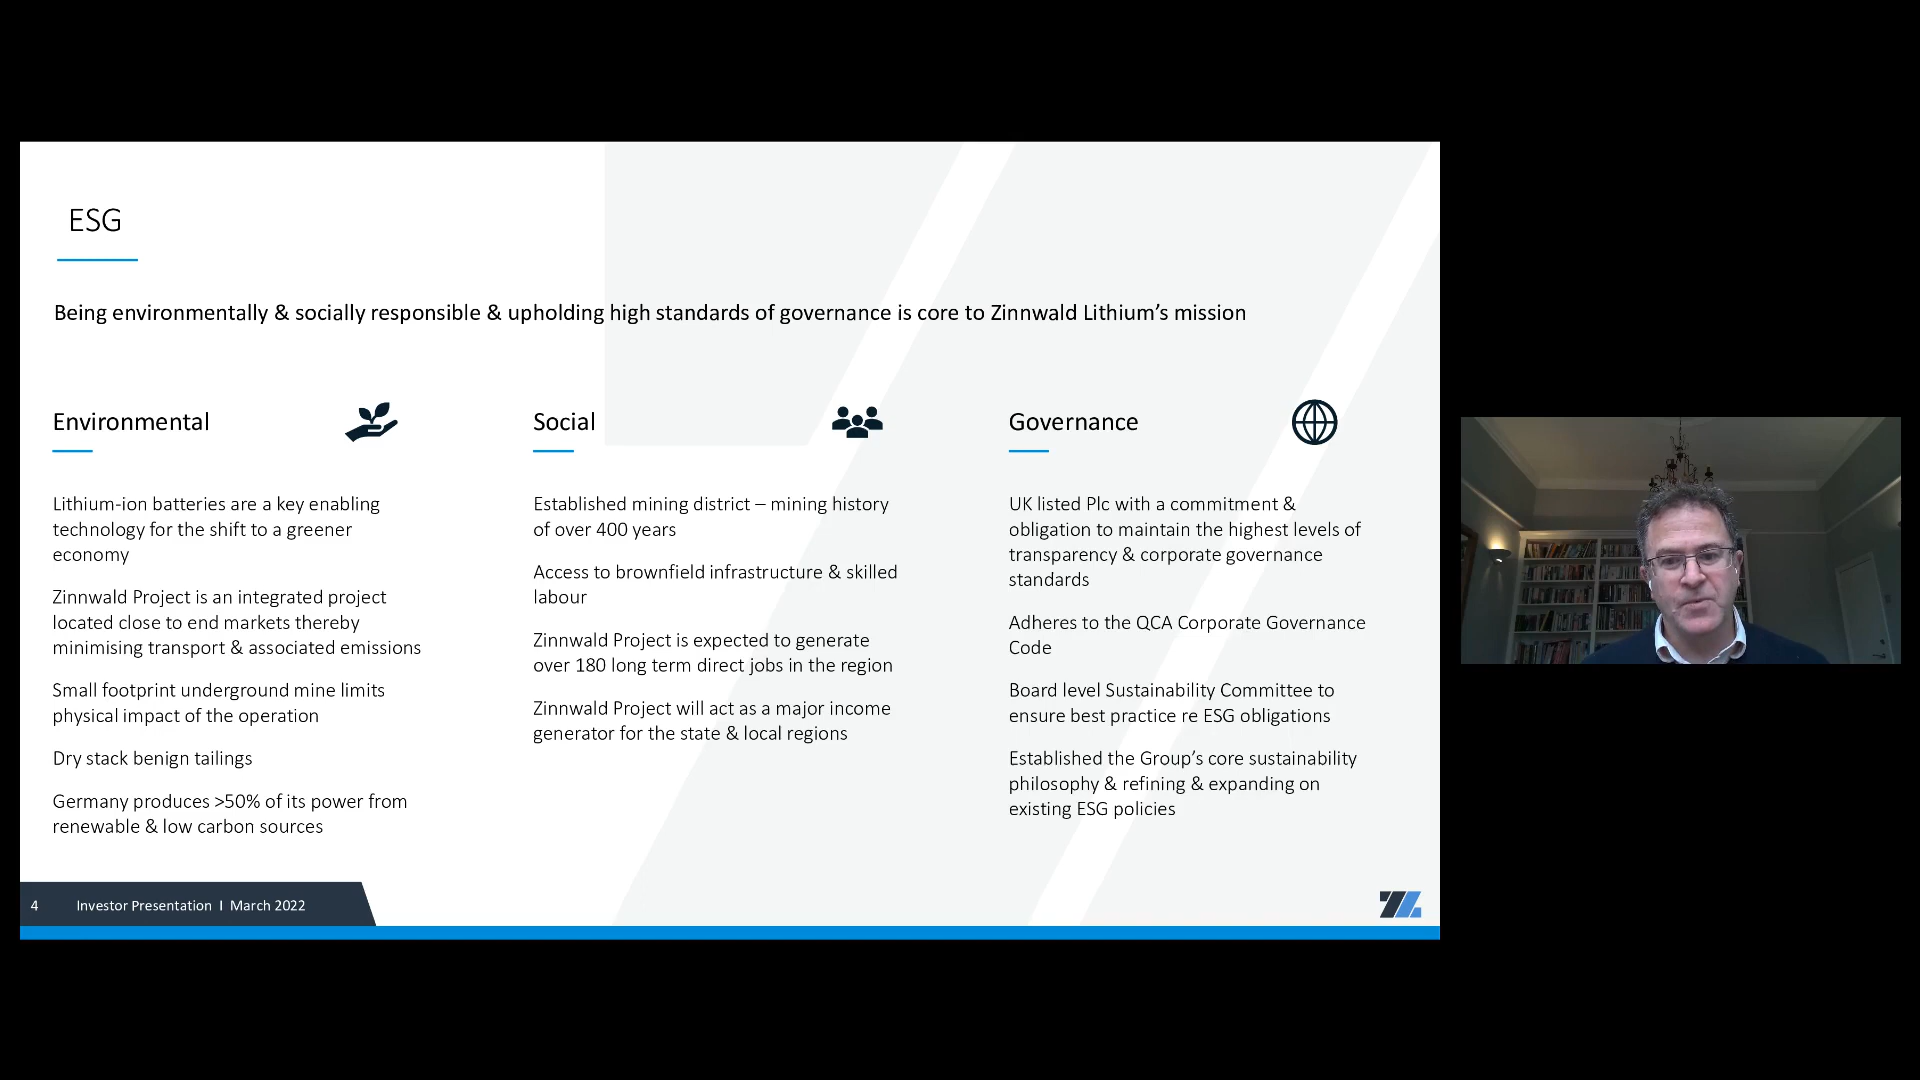 ESG
Being environmentally & socially responsible & upholding high standards of governance is core to Zinnwald Lithium’s mission
Environmental
Lithium-ion batteries are a key enabling
technology for the shift to a greener
economy
Zinnwald Project is an integrated project
located close to end markets thereby
minimising transport & associated emissions
Small footprint underground mine limits
physical impact of the operation
Dry stack benign tailings
Germany produces >50% of its power from
renewable & low carbon sources
Social
Established mining district – mining history
of over 400 years
Access to brownfield infrastructure & skilled
labour
Zinnwald Project is expected to generate
over 180 long term direct jobs in the region
Zinnwald Project will act as a major income
generator for the state & local regions
Governance
UK listed Plc with a commitment &
obligation to maintain the highest levels of
transparency & corporate governance
standards
Adheres to the QCA Corporate Governance
Code
Board level Sustainability Committee to
ensure best practice re ESG obligations
Established the Group’s core sustainability
philosophy & refining & expanding on
existing ESG policies
4 Investor Presentation I March 2022